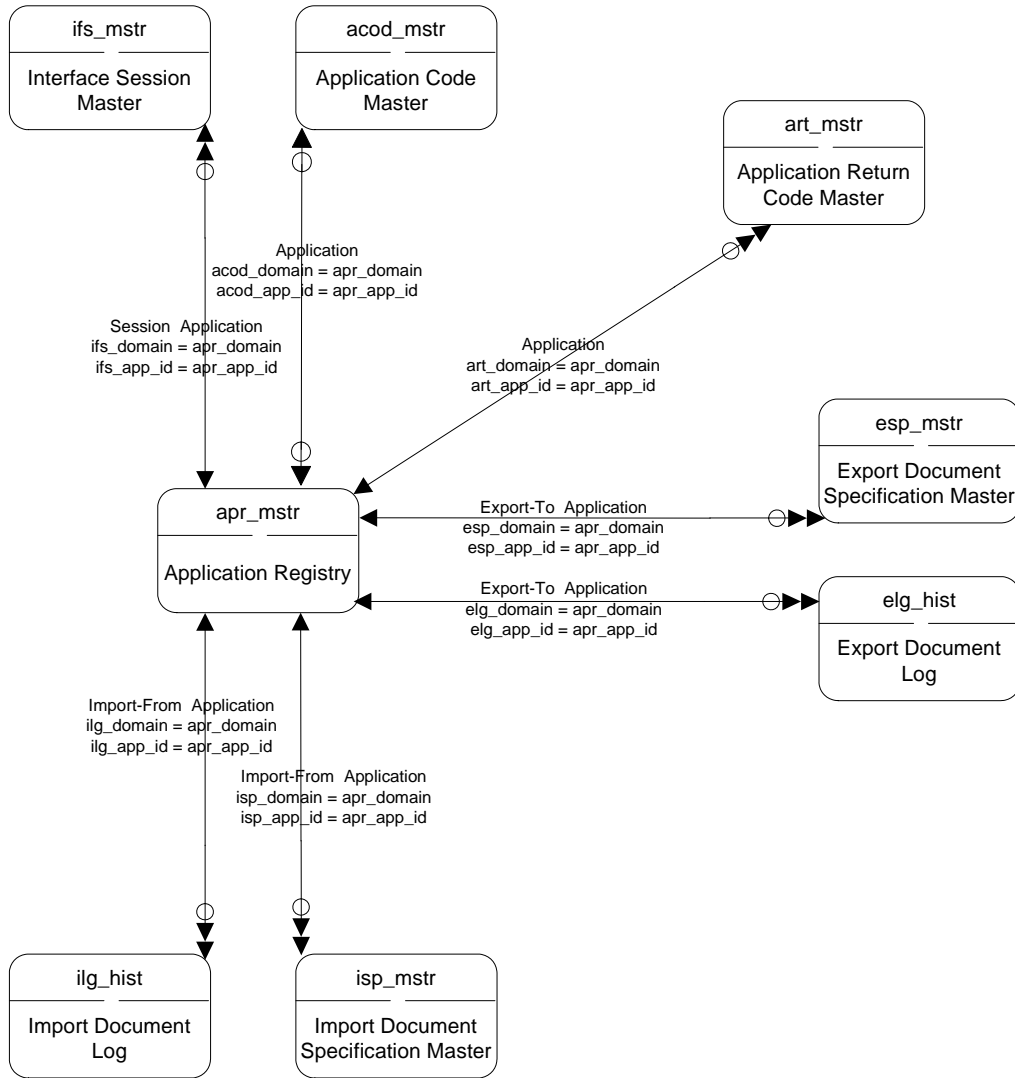 ifs_mstr
Interface Session
Master
acod_mstr
Application Code
Master
art_mstr
Application Return
Code Master
Application
acod_domain = apr_domain
acod_app_id = apr_app_id
Session Application
ifs_domain = apr_domain
ifs_app_id = apr_app_id
Application
art_domain = apr_domain
art_app_id = apr_app_id
esp_mstr
Export Document
Specification Master
apr_mstr
Application Registry
Export-To Application
esp_domain = apr_domain
esp_app_id = apr_app_id
Export-To Application
elg_domain = apr_domain
elg_app_id = apr_app_id
elg_hist
Export Document
Log
Import-From Application
ilg_domain = apr_domain
ilg_app_id = apr_app_id
Import-From Application
isp_domain = apr_domain
isp_app_id = apr_app_id
ilg_hist
Import Document
Log
isp_mstr
Import Document
Specification Master